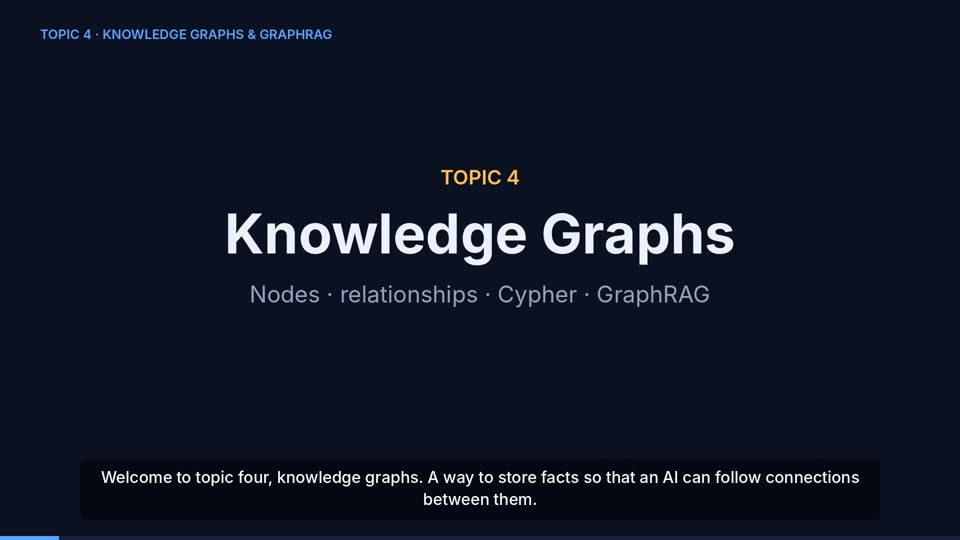 TOPIC 4 · KNOWLEDGE GRAPHS & GRAPHRAG
TOPIC 4
Knowledge Graphs
Nodes · relationships · Cypher · GraphRAG
Welcome to topic four, knowledge graphs. A way to store facts so that an AI can follow connections
between them.